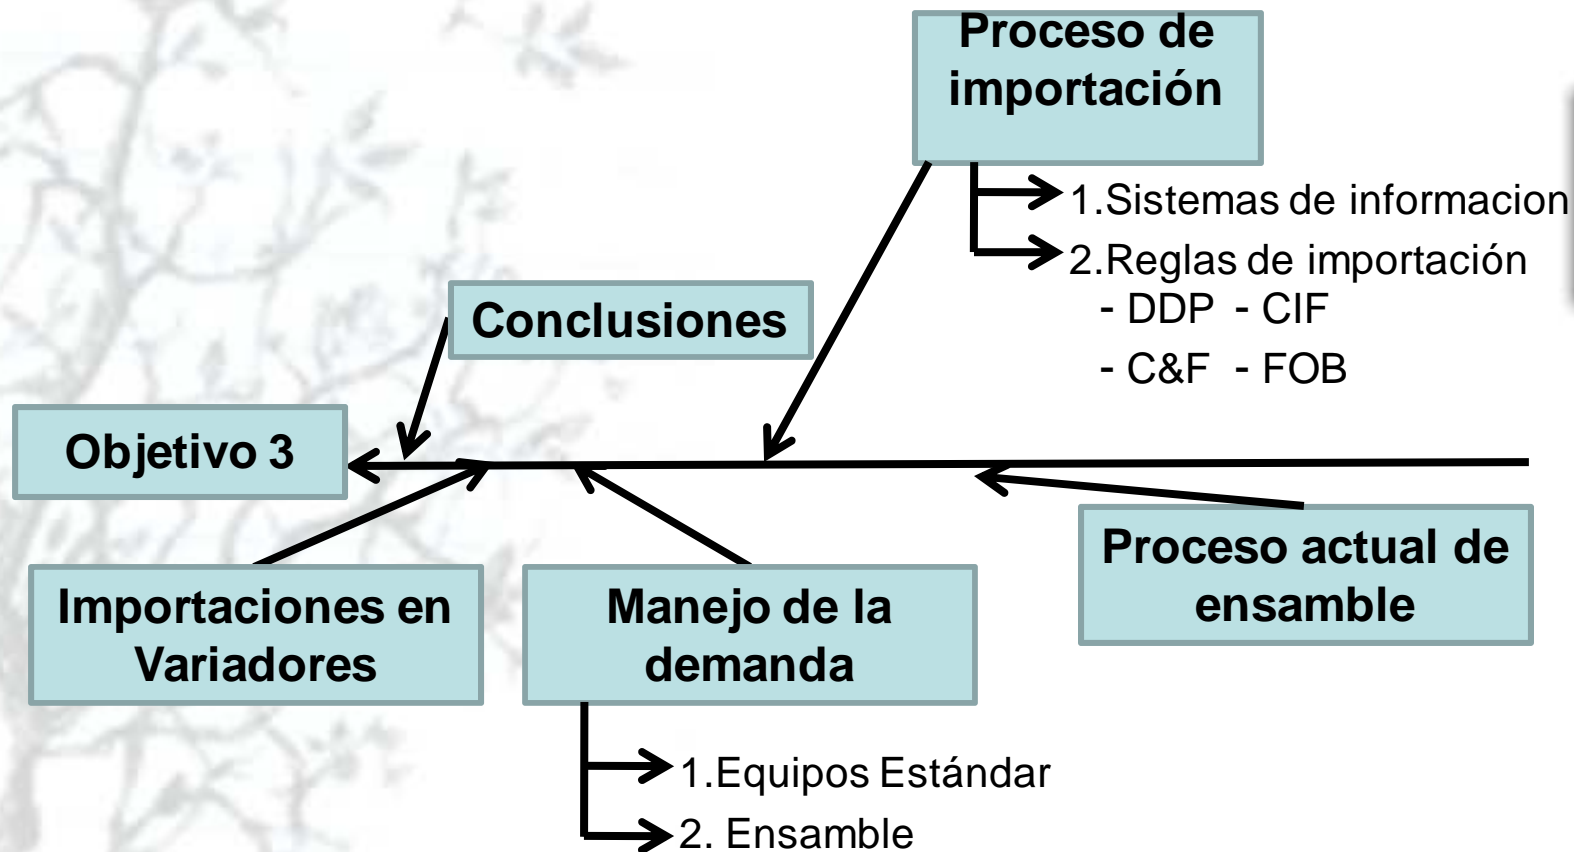 Proceso de
importación
1.Sistemas de informacion
2.Reglas de importación
- DDP - CIF
- C&F - FOB
Conclusiones
Objetivo 3
Importaciones en
Variadores
Manejo de la
demanda
1.Equipos Estándar
2. Ensamble
Proceso actual de
ensamble